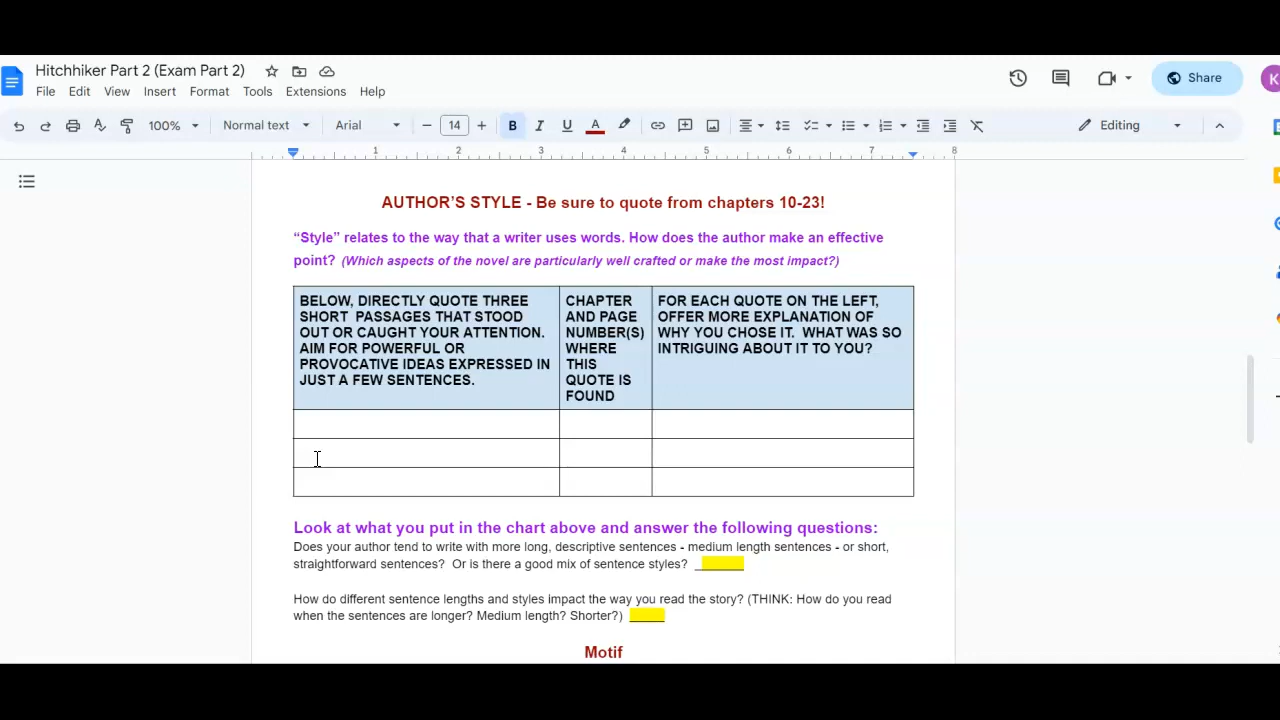 Hitchhiker Part 2 (Exam Part 2)
File Edit View Insert Format Tools Extensions Help
Share
K
100% Normal text Arial 14 B I U A Editing
1 2 3 4 5 6 7 8
AUTHOR’S STYLE - Be sure to quote from chapters 10-23!
“Style” relates to the way that a writer uses words. How does the author make an effective
point? (Which aspects of the novel are particularly well crafted or make the most impact?)
BELOW, DIRECTLY QUOTE THREE
SHORT PASSAGES THAT STOOD
OUT OR CAUGHT YOUR ATTENTION.
AIM FOR POWERFUL OR
PROVOCATIVE IDEAS EXPRESSED IN
JUST A FEW SENTENCES.
CHAPTER
AND PAGE
NUMBER(S)
WHERE
THIS
QUOTE IS
FOUND
FOR EACH QUOTE ON THE LEFT,
OFFER MORE EXPLANATION OF
WHY YOU CHOSE IT. WHAT WAS SO
INTRIGUING ABOUT IT TO YOU?
Look at what you put in the chart above and answer the following questions:
Does your author tend to write with more long, descriptive sentences - medium length sentences - or short,
straightforward sentences? Or is there a good mix of sentence styles?
How do different sentence lengths and styles impact the way you read the story? (THINK: How do you read
when the sentences are longer? Medium length? Shorter?)
Motif